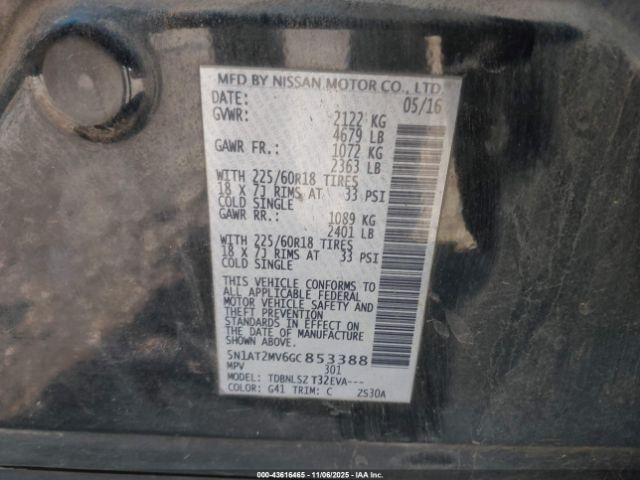 MFD BY NISSAN MOTOR CO., LTD.
DATE: 05/16
GVWR: 2122 KG
4679 LB
GAWR FR.: 1072 KG
2363 LB
WITH 225/60R18 TIRES
18 X 7J RIMS AT 33 PSI
COLD SINGLE
GAWR RR.: 1089 KG
2401 LB
WITH 225/60R18 TIRES
18 X 7J RIMS AT 33 PSI
COLD SINGLE
THIS VEHICLE CONFORMS TO
ALL APPLICABLE FEDERAL
MOTOR VEHICLE SAFETY AND
THEFT PREVENTION
STANDARDS IN EFFECT ON
THE DATE OF MANUFACTURE
SHOWN ABOVE.
5N1AT2MV6GC853388
MPV 301
MODEL: TDBNLSZ T32EVA---
COLOR: G41 TRIM: C 2S30A
000-43616465 - 11/06/2025 - IAA Inc.